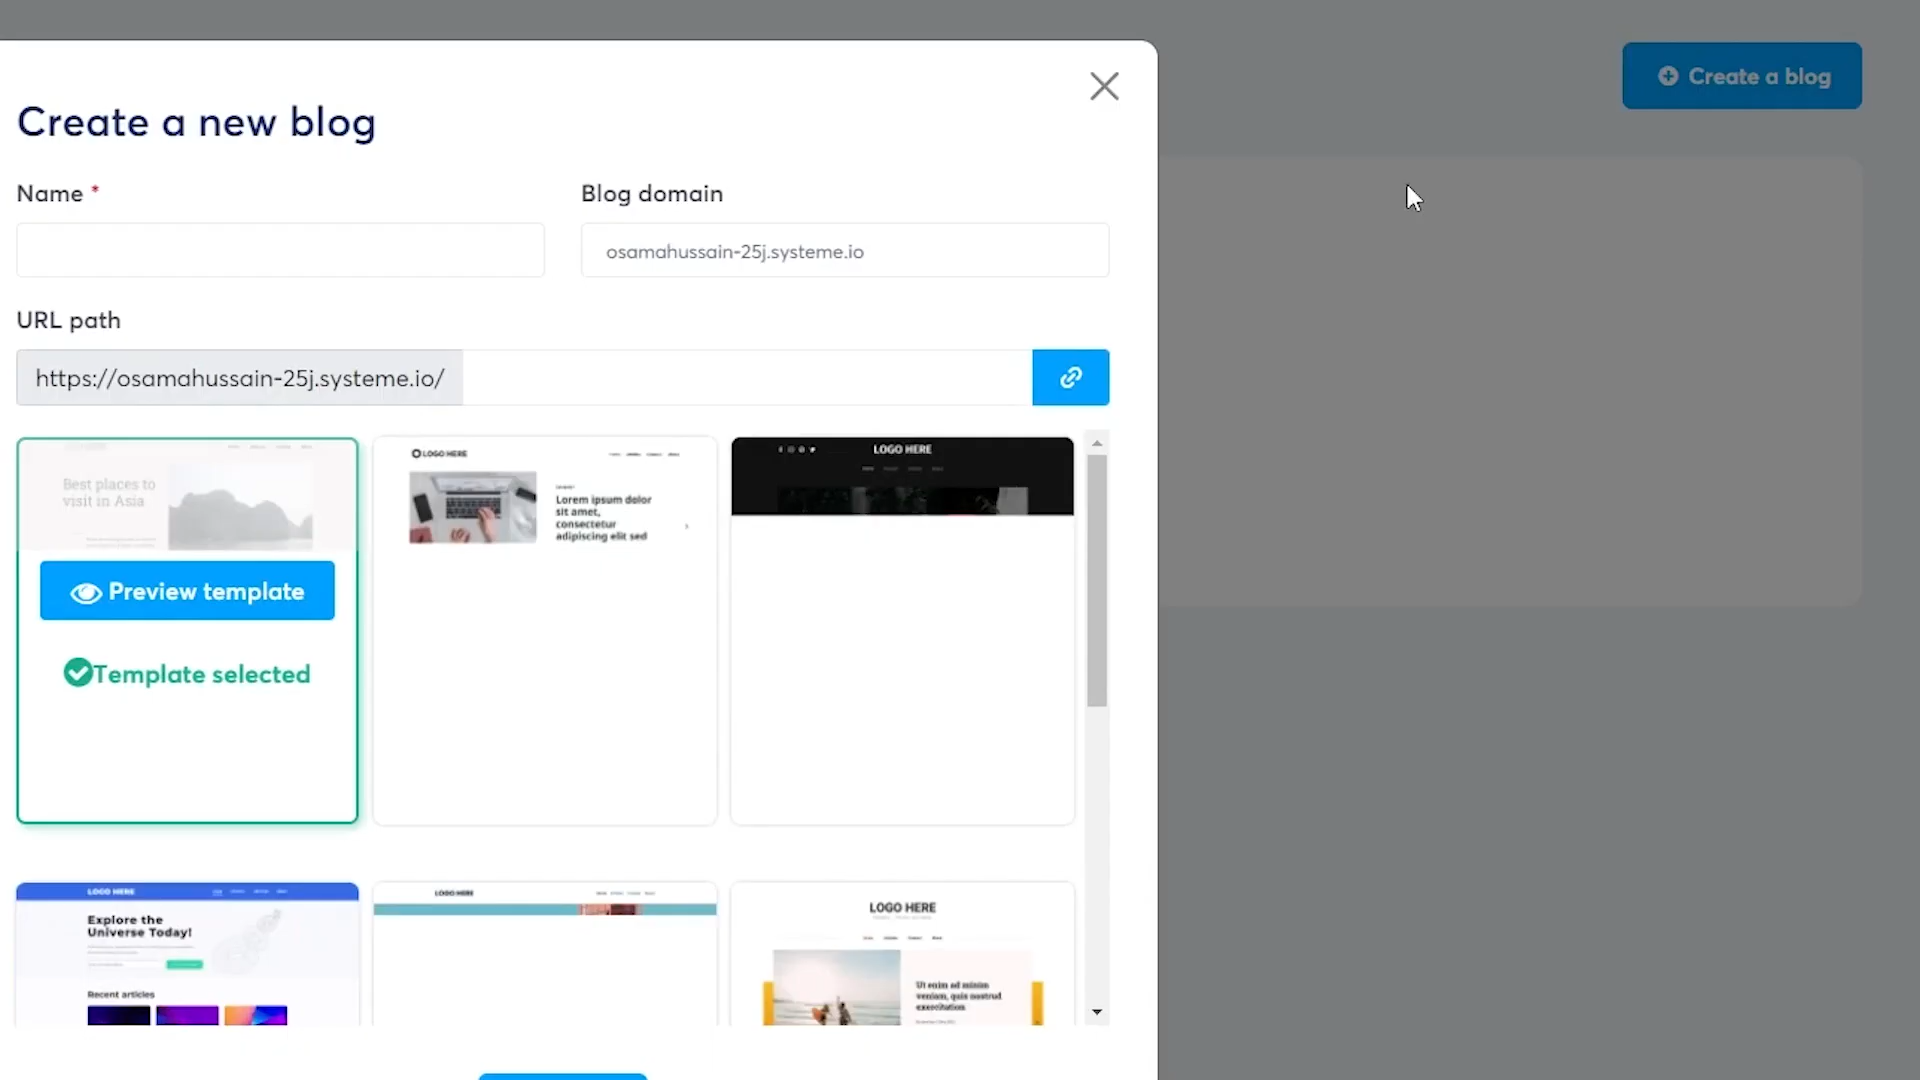 Create a blog
Create a new blog
Name *
Blog domain
osamahussain-25j.systeme.io
URL path
https://osamahussain-25j.systeme.io/
Best places to
visit in Asia
Preview template
Template selected
LOGO HERE
Lorem ipsum dolor
sit amet,
consectetur
adipiscing elit sed
LOGO HERE
LOGO HERE
Explore the
Universe Today!
Recent articles
LOGO HERE
LOGO HERE
Ut enim ad minim
veniam, quis nostrud
exercitation